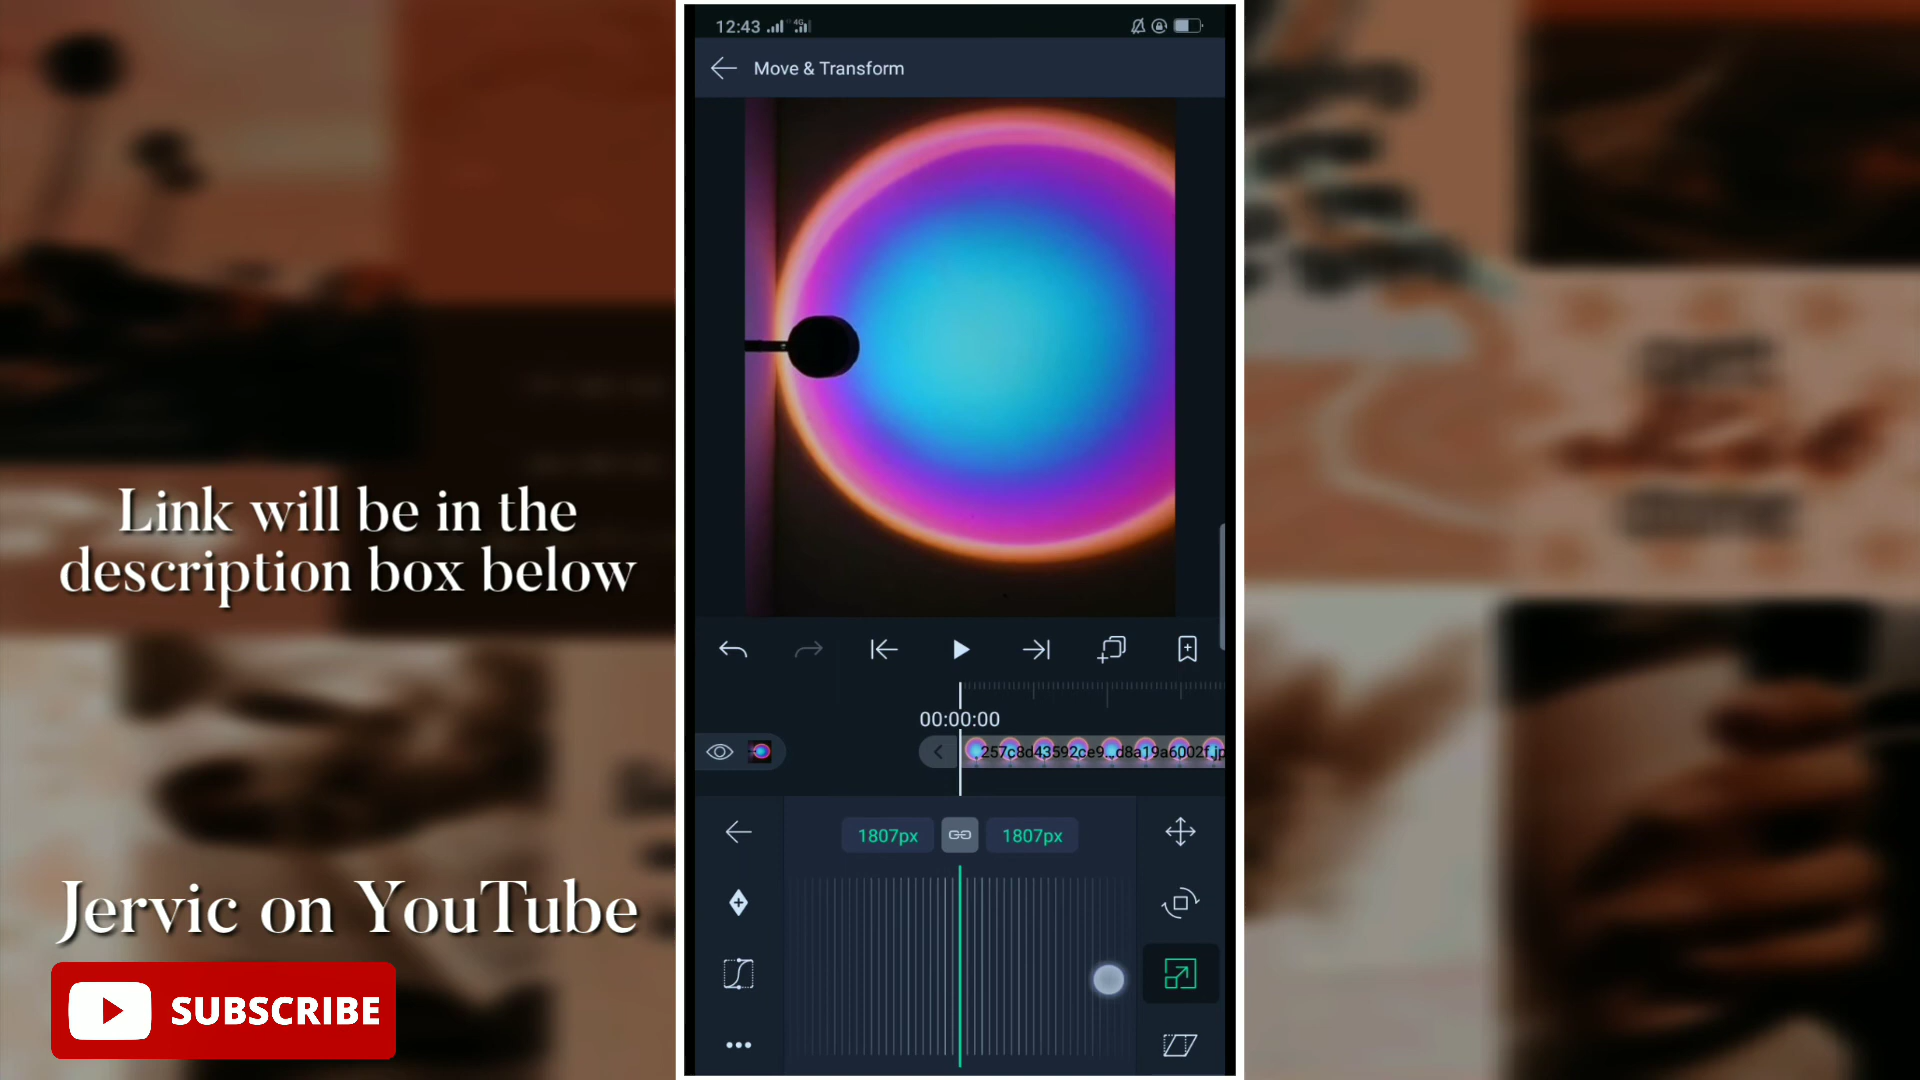 12:43
4G
Move & Transform
Link will be in the
description box below
00:00:00
257c8d43592ce9...d8a19a6002f.jp
1807px
1807px
Jervic on YouTube
SUBSCRIBE